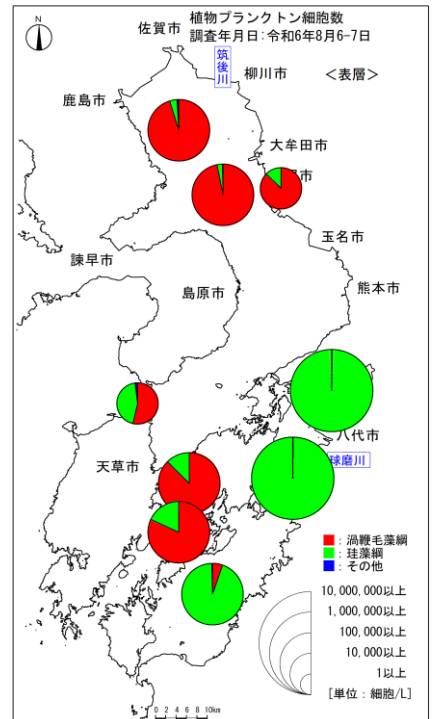 植物プランクトン細胞数
調査年月日:令和6年8月6-7日
佐賀市
筑後川
柳川市
<表層>
鹿島市
大牟田市
市
玉名市
諫早市
島原市
熊本市
八代市
球磨川
天草市
:渦鞭毛藻綱
:珪藻綱
:その他
10,000,000以上
1,000,000以上
100,000以上
10,000以上
1以上
[単位:細胞/L]
0 2 4 6 8 10km